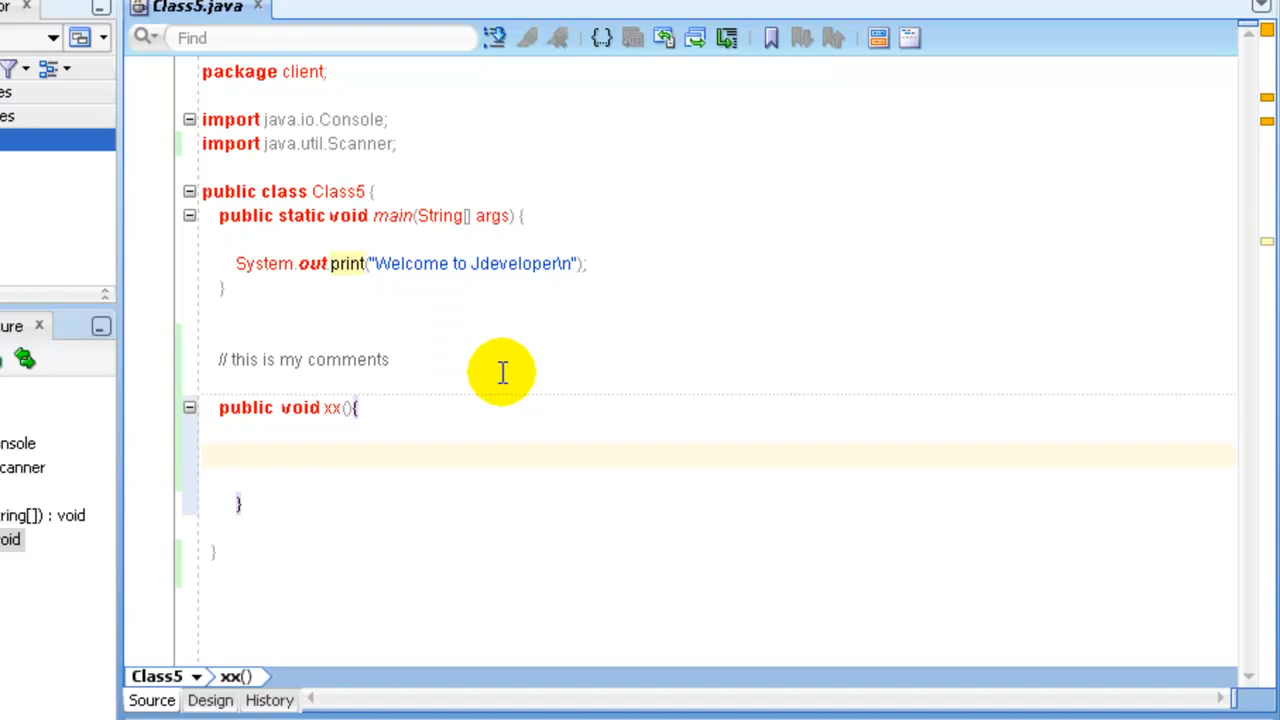 or
Class5.java
Find
package client;
import java.io.Console;
import java.util.Scanner;
public class Class5 {
public static void main(String[] args) {
System.out.print("Welcome to Jdeveloper\n");
}
// this is my comments
public void xx(){
}
}
es
es
ure
nsole
canner
ring[]) : void
oid
Class5
xx()
Source
Design
History